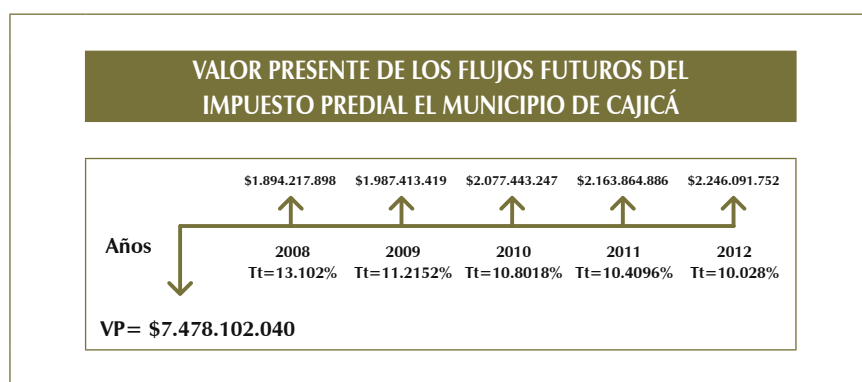 VALOR PRESENTE DE LOS FLUJOS FUTUROS DEL
IMPUESTO PREDIAL EL MUNICIPIO DE CAJICÁ
$1.894.217.898 $1.987.413.419 $2.077.443.247 $2.163.864.886 $2.246.091.752
Años
2008 2009 2010 2011 2012
Tt=13.102% Tt=11.2152% Tt=10.8018% Tt=10.4096% Tt=10.028%
VP= $7.478.102.040